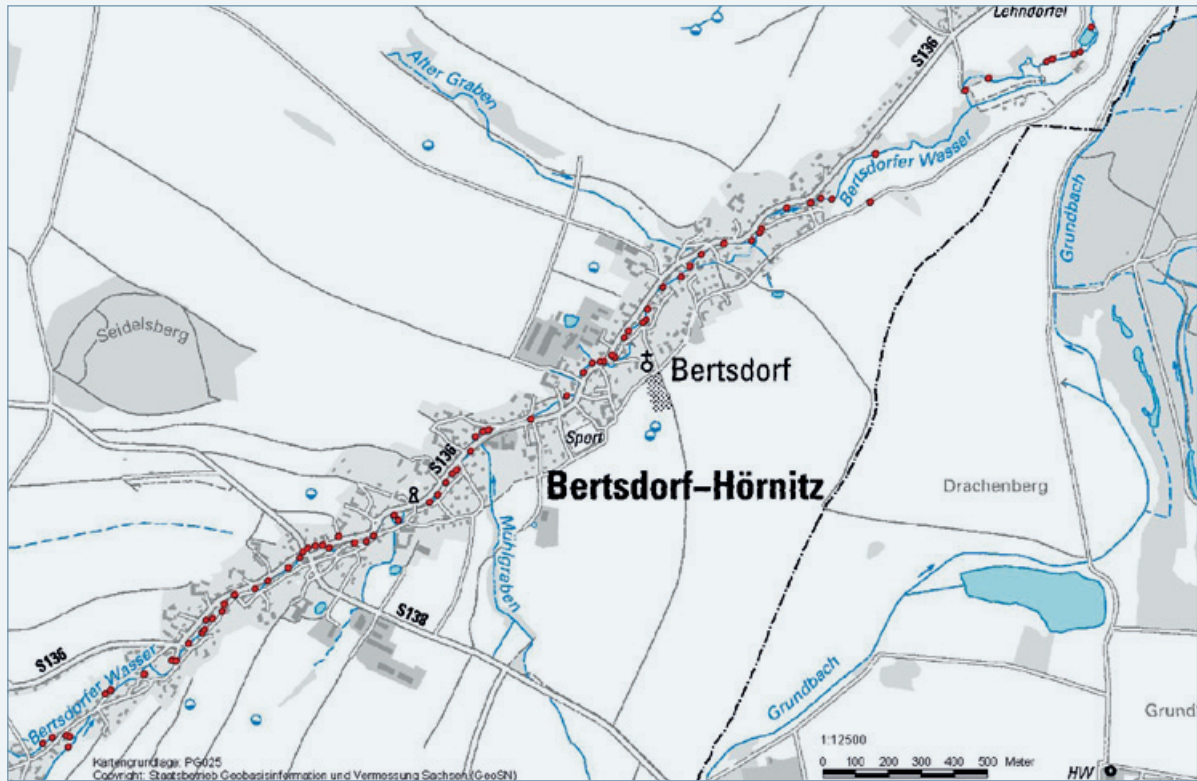 Lehndörfel
S136
Alter Graben
Bertsdorfer Wasser
Grundbach
Seidelsberg
Bertsdorf
Sport
S136
Bertsdorf-Hörnitz
Drachenberg
Mühlgraben
S138
S136
Bertsdorfer Wasser
Grundbach
Grundb
1:12500
0 100 200 300 400 500 Meter
HW
Kartengrundlage: PG025
Copyright: Staatsbetrieb Geobasisinformation und Vermessung Sachsen (GeoSN)